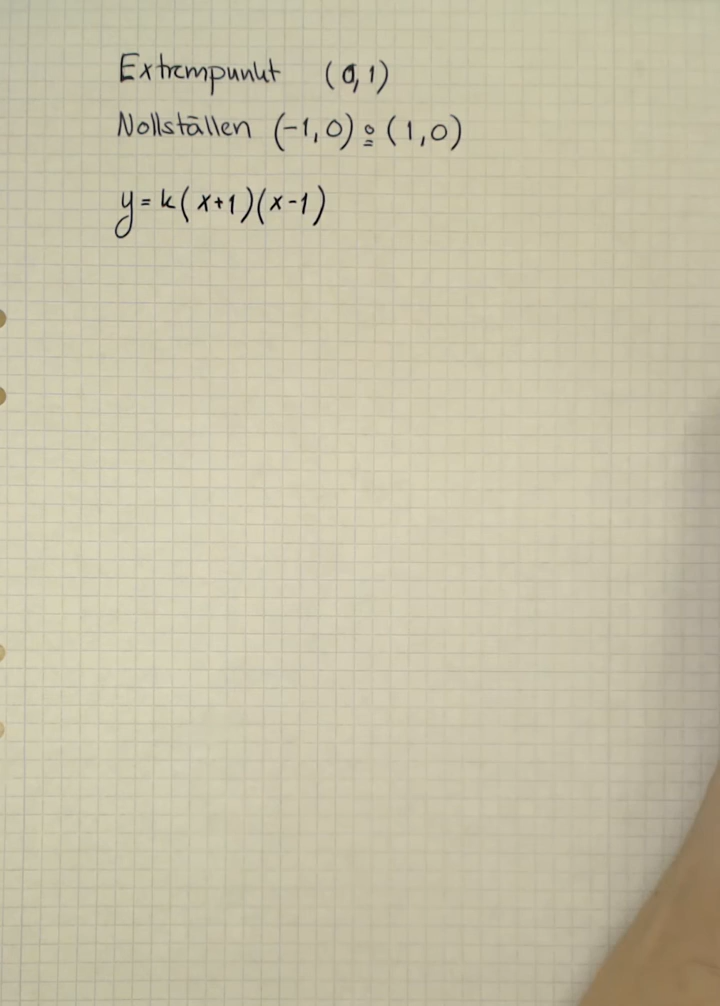 Extrempunkt (0,1)
Nollställen (-1,0) & (1,0)
y=k(x+1)(x-1)